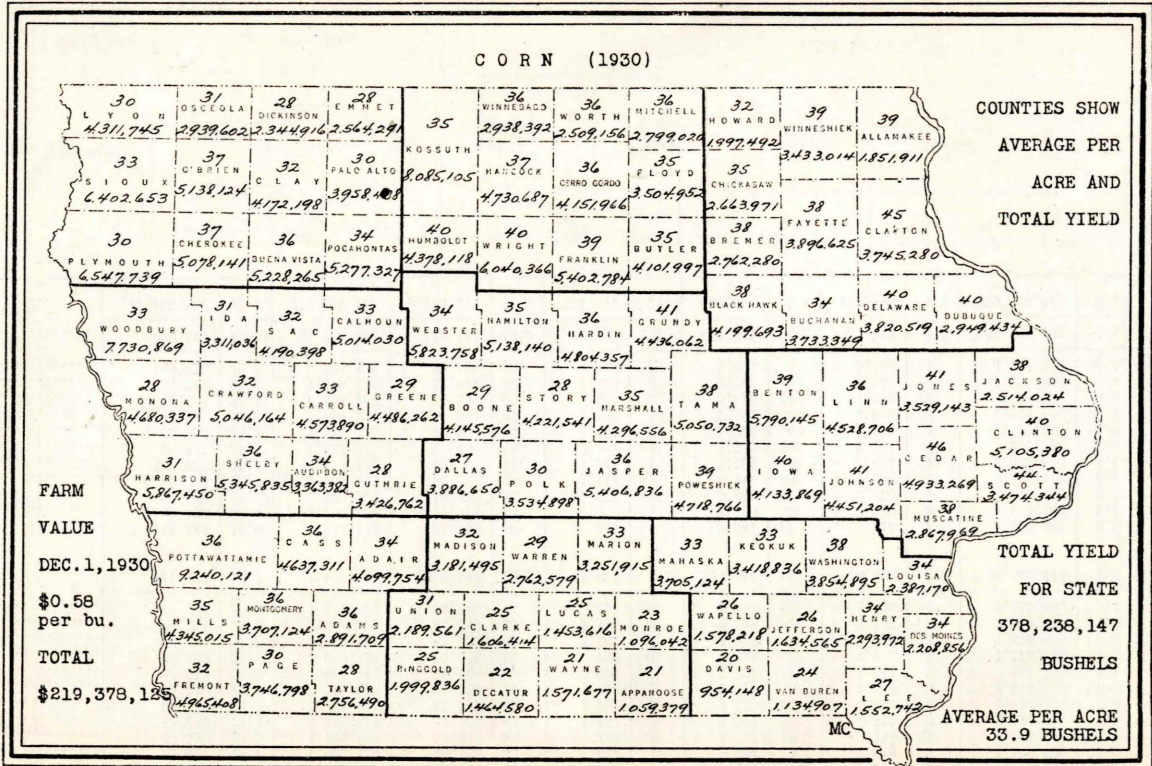 CORN (1930)
COUNTIES SHOW
AVERAGE PER
ACRE AND
TOTAL YIELD
30
LYON
4,311,745
31
OSCEOLA
2,939,602
28
DICKINSON
2,344,916
28
EMMET
2,564,291
35
KOSSUTH
8,085,105
36
WINNEBAGO
2,938,392
36
WORTH
2,509,156
36
MITCHELL
2,799,020
32
HOWARD
1,997,492
39
WINNESHIEK
3,433,014
39
ALLAMAKEE
1,851,911
33
SIOUX
6,402,653
37
O'BRIEN
5,138,124
32
CLAY
4,172,198
30
PALO ALTO
37
HANCOCK
4,730,687
36
CERRO GORDO
4,151,966
35
FLOYD
3,504,952
35
CHICKASAW
2,663,971
30
PLYMOUTH
6,547,739
37
CHEROKEE
5,078,141
36
BUENA VISTA
5,228,265
34
POCAHONTAS
5,277,327
40
HUMBOLDT
4,378,118
40
WRIGHT
6,040,366
39
FRANKLIN
5,402,784
35
BUTLER
4,101,997
38
BREMER
2,762,280
38
FAYETTE
3,896,625
45
CLAYTON
3,745,280
33
WOODBURY
7,730,869
31
IDA
3,311,036
32
SAC
4,190,398
33
CALHOUN
5,014,030
34
WEBSTER
5,823,758
35
HAMILTON
5,138,140
36
HARDIN
4,804,357
41
GRUNDY
4,436,062
38
BLACK HAWK
4,199,693
34
BUCHANAN
3,733,349
40
DELAWARE
3,820,519
40
DUBUQUE
2,949,434
28
MONONA
4,680,337
32
CRAWFORD
5,046,164
33
CARROLL
4,573,890
29
GREENE
4,486,262
29
BOONE
4,145,576
28
STORY
4,221,541
35
MARSHALL
4,296,556
38
TAMA
5,050,732
39
BENTON
5,790,145
36
LINN
4,528,706
41
JONES
3,529,143
38
JACKSON
2,514,024
40
CLINTON
5,105,380
31
HARRISON
5,867,450
36
SHELBY
5,345,835
34
AUDUBON
3,363,382
28
GUTHRIE
3,426,762
27
DALLAS
3,886,650
30
POLK
3,534,898
36
JASPER
5,406,836
39
POWESHIEK
4,718,766
40
IOWA
4,133,869
41
JOHNSON
4,451,204
46
CEDAR
4,933,269
44
SCOTT
3,474,344
38
MUSCATINE
2,867,969
36
POTTAWATTAMIE
9,240,121
36
CASS
4,637,311
34
ADAIR
4,099,754
32
MADISON
3,181,495
29
WARREN
2,762,579
33
MARION
3,251,915
33
MAHASKA
3,705,124
33
KEOKUK
3,418,836
38
WASHINGTON
3,854,895
34
LOUISA
2,387,170
35
MILLS
4,345,015
36
MONTGOMERY
3,707,124
36
ADAMS
2,891,709
31
UNION
2,189,561
25
CLARKE
1,606,414
25
LUCAS
1,453,616
23
MONROE
1,096,042
26
WAPELLO
1,578,218
26
JEFFERSON
1,634,565
34
HENRY
2,293,972
34
DES MOINES
2,208,856
32
FREMONT
4,965,408
30
PAGE
3,746,798
28
TAYLOR
2,756,490
25
RINGGOLD
1,999,836
22
DECATUR
1,464,580
21
WAYNE
1,571,677
21
APPANOOSE
1,059,379
20
DAVIS
954,148
24
VAN BUREN
1,134,907
27
LEE
1,552,742
FARM
VALUE
DEC.1,1930
$0.58
per bu.
TOTAL
$219,378,125
TOTAL YIELD
FOR STATE
378,238,147
BUSHELS
AVERAGE PER ACRE
33.9 BUSHELS
MC